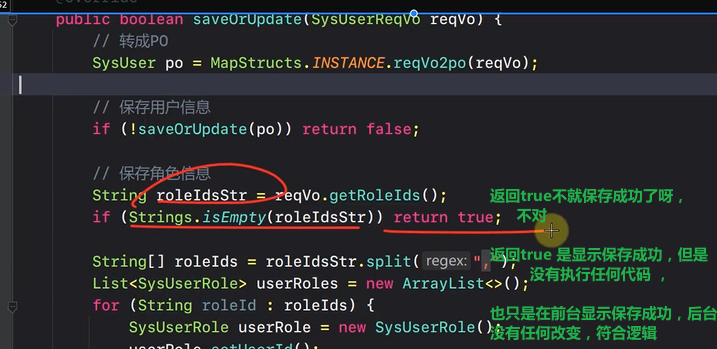 52
@Override
public boolean saveOrUpdate(SysUserReqVo reqVo) {
// 转成PO
SysUser po = MapStructs.INSTANCE.reqVo2po(reqVo);
// 保存用户信息
if (!saveOrUpdate(po)) return false;
// 保存角色信息
String roleIdsStr = reqVo.getRoleIds();
if (Strings.isEmpty(roleIdsStr)) return true;
返回true不就保存成功了呀，
不对
返回true 是显示保存成功，但是
没有执行任何代码 ，
String[] roleIds = roleIdsStr.split( regex: ",");
List<SysUserRole> userRoles = new ArrayList<>();
for (String roleId : roleIds) {
SysUserRole userRole = new SysUserRole();
userRole.setUserId();
也只是在前台显示保存成功，后台
没有任何改变，符合逻辑